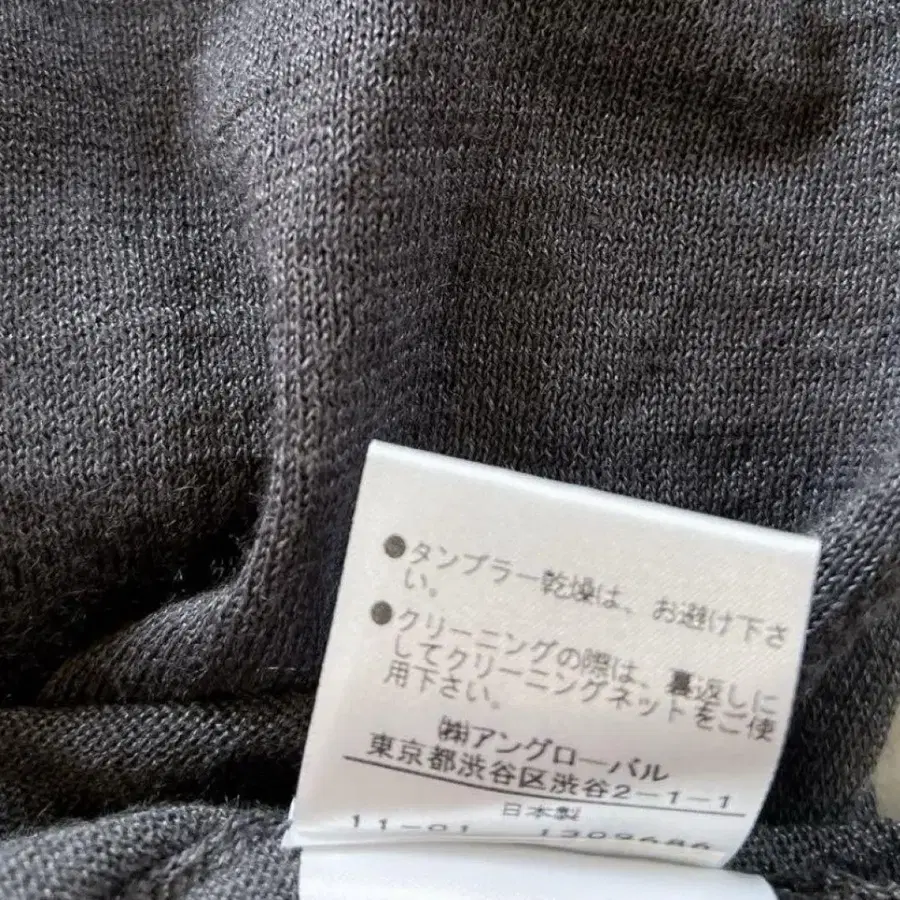 ●タンブラー乾燥は、お避け下さ
い。
●クリーニングの際は、裏返しに
してクリーニングネットをご使
用下さい。
㈱アングローバル
東京都渋谷区渋谷2-1-1
日本製
11-01 1309686